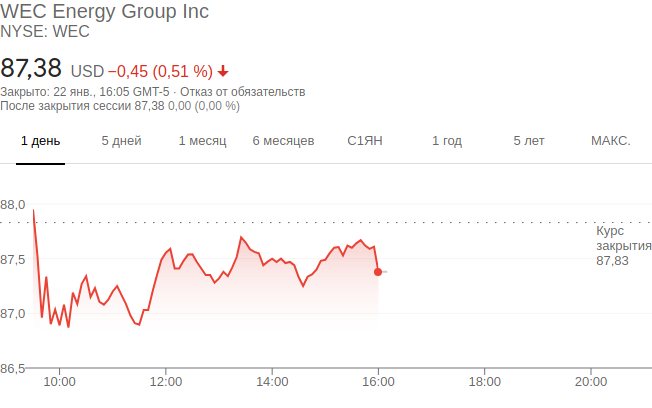 WEC Energy Group Inc
NYSE: WEC
87,38 USD −0,45 (0,51 %)
Закрыто: 22 янв., 16:05 GMT-5 · Отказ от обязательств
После закрытия сессии 87,38 0,00 (0,00 %)
1 день 5 дней 1 месяц 6 месяцев С1ЯН 1 год 5 лет МАКС.
88,0
Курс
закрытия
87,5
87,83
87,0
86,5
10:00 12:00 14:00 16:00 18:00 20:00